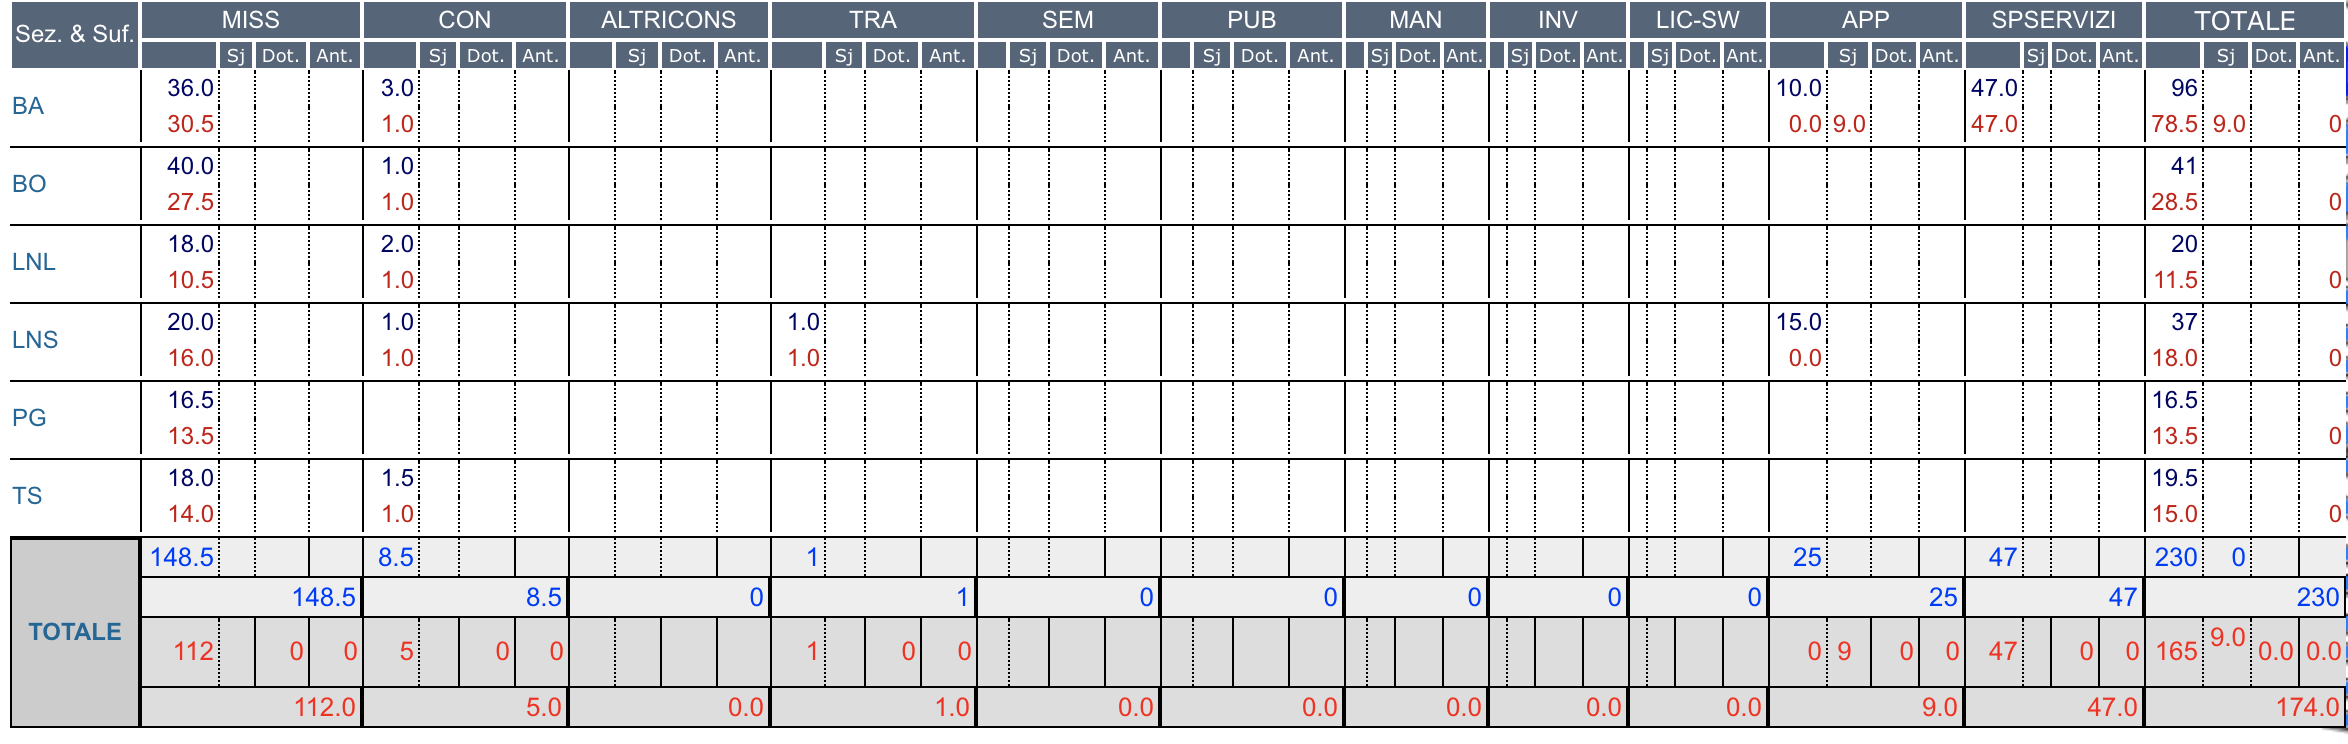 Sez. & Suf. MISS CON ALTRICONS TRA SEM PUB MAN INV LIC-SW APP SPSERVIZI TOTALE
Sj Dot. Ant. Sj Dot. Ant. Sj Dot. Ant. Sj Dot. Ant. Sj Dot. Ant. Sj Dot. Ant. Sj Dot. Ant. Sj Dot. Ant. Sj Dot. Ant. Sj Dot. Ant. Sj Dot. Ant. Sj Dot. Ant.
BA
36.0 3.0 10.0 47.0 96
30.5 1.0 0.0 9.0 47.0 78.5 9.0 0
BO
40.0 1.0 41
27.5 1.0 28.5 0
LNL
18.0 2.0 20
10.5 1.0 11.5 0
LNS
20.0 1.0 1.0 15.0 37
16.0 1.0 1.0 0.0 18.0 0
PG
16.5 16.5
13.5 13.5 0
TS
18.0 1.5 19.5
14.0 1.0 15.0 0
TOTALE
148.5 8.5 1 25 47 230 0
148.5 8.5 0 1 0 0 0 0 0 25 47 230
112 0 0 5 0 0 1 0 0 0 9 0 0 47 0 0 165 9.0 0.0 0.0
112.0 5.0 0.0 1.0 0.0 0.0 0.0 0.0 0.0 9.0 47.0 174.0